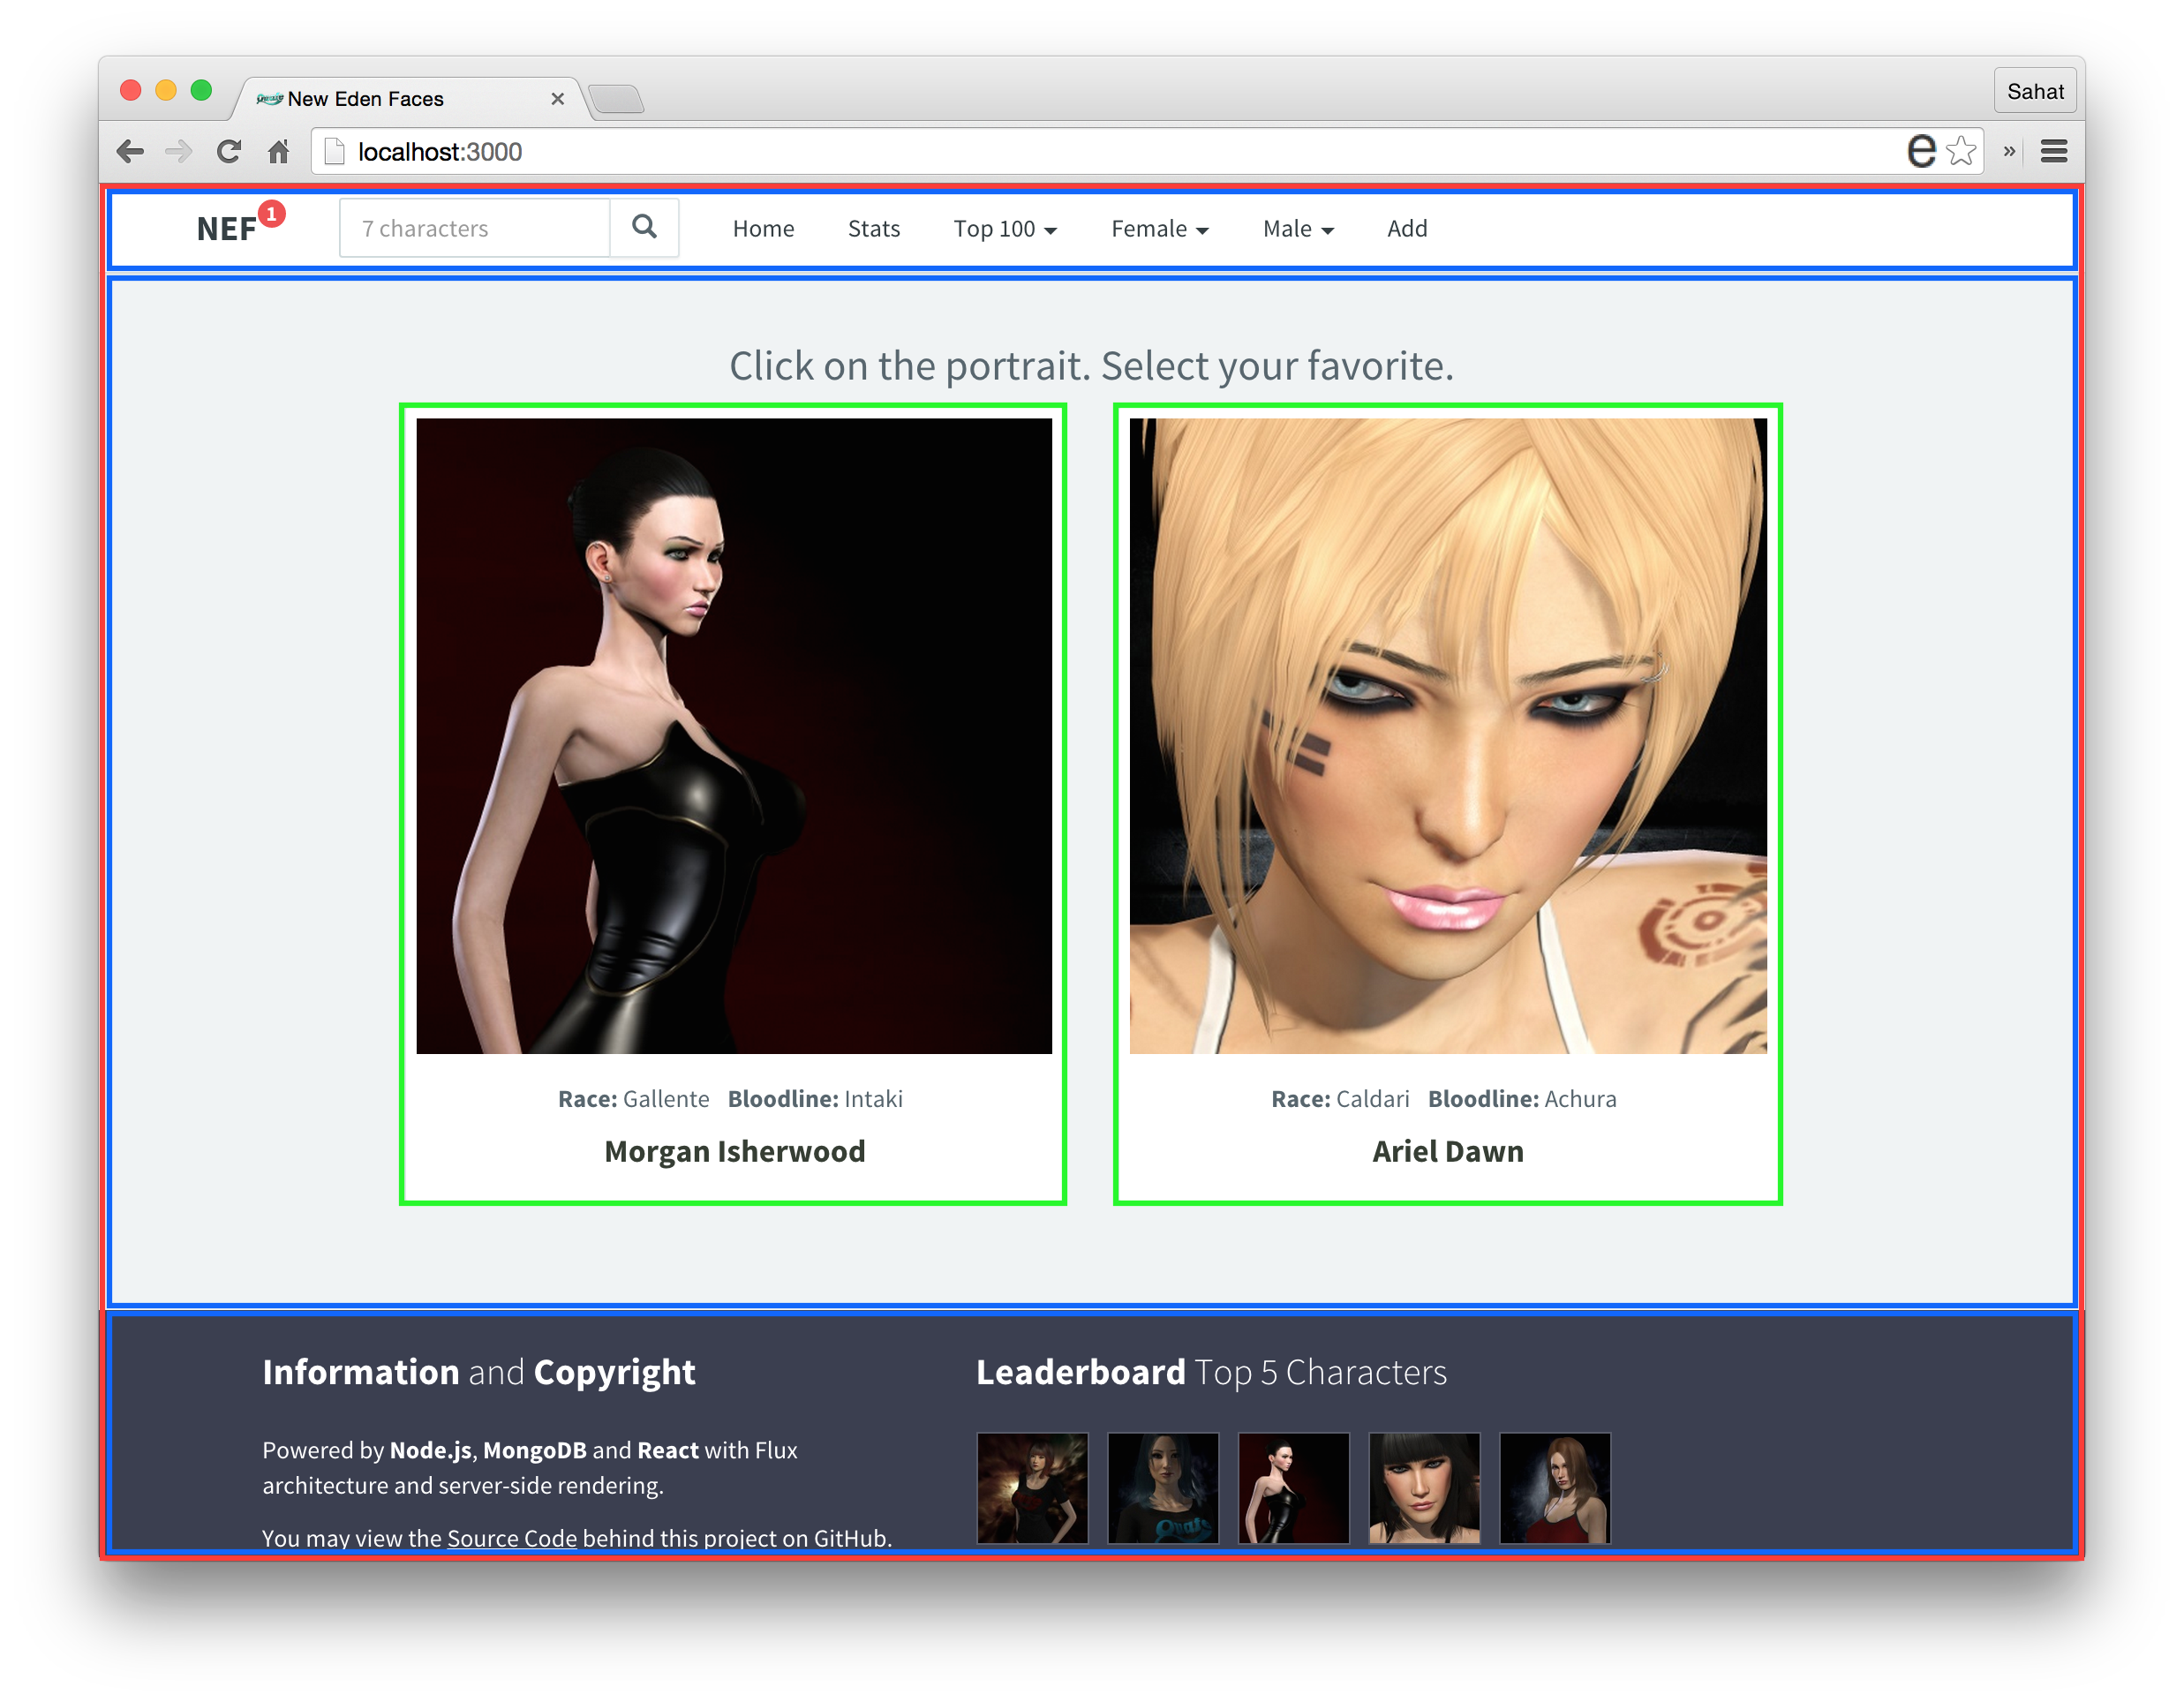 New Eden Faces
Sahat
localhost:3000
NEF 1 7 characters Home Stats Top 100 Female Male Add
Click on the portrait. Select your favorite.
Race: Gallente Bloodline: Intaki
Morgan Isherwood
Race: Caldari Bloodline: Achura
Ariel Dawn
Information and Copyright
Powered by Node.js, MongoDB and React with Flux
architecture and server-side rendering.
You may view the Source Code behind this project on GitHub.
Leaderboard Top 5 Characters